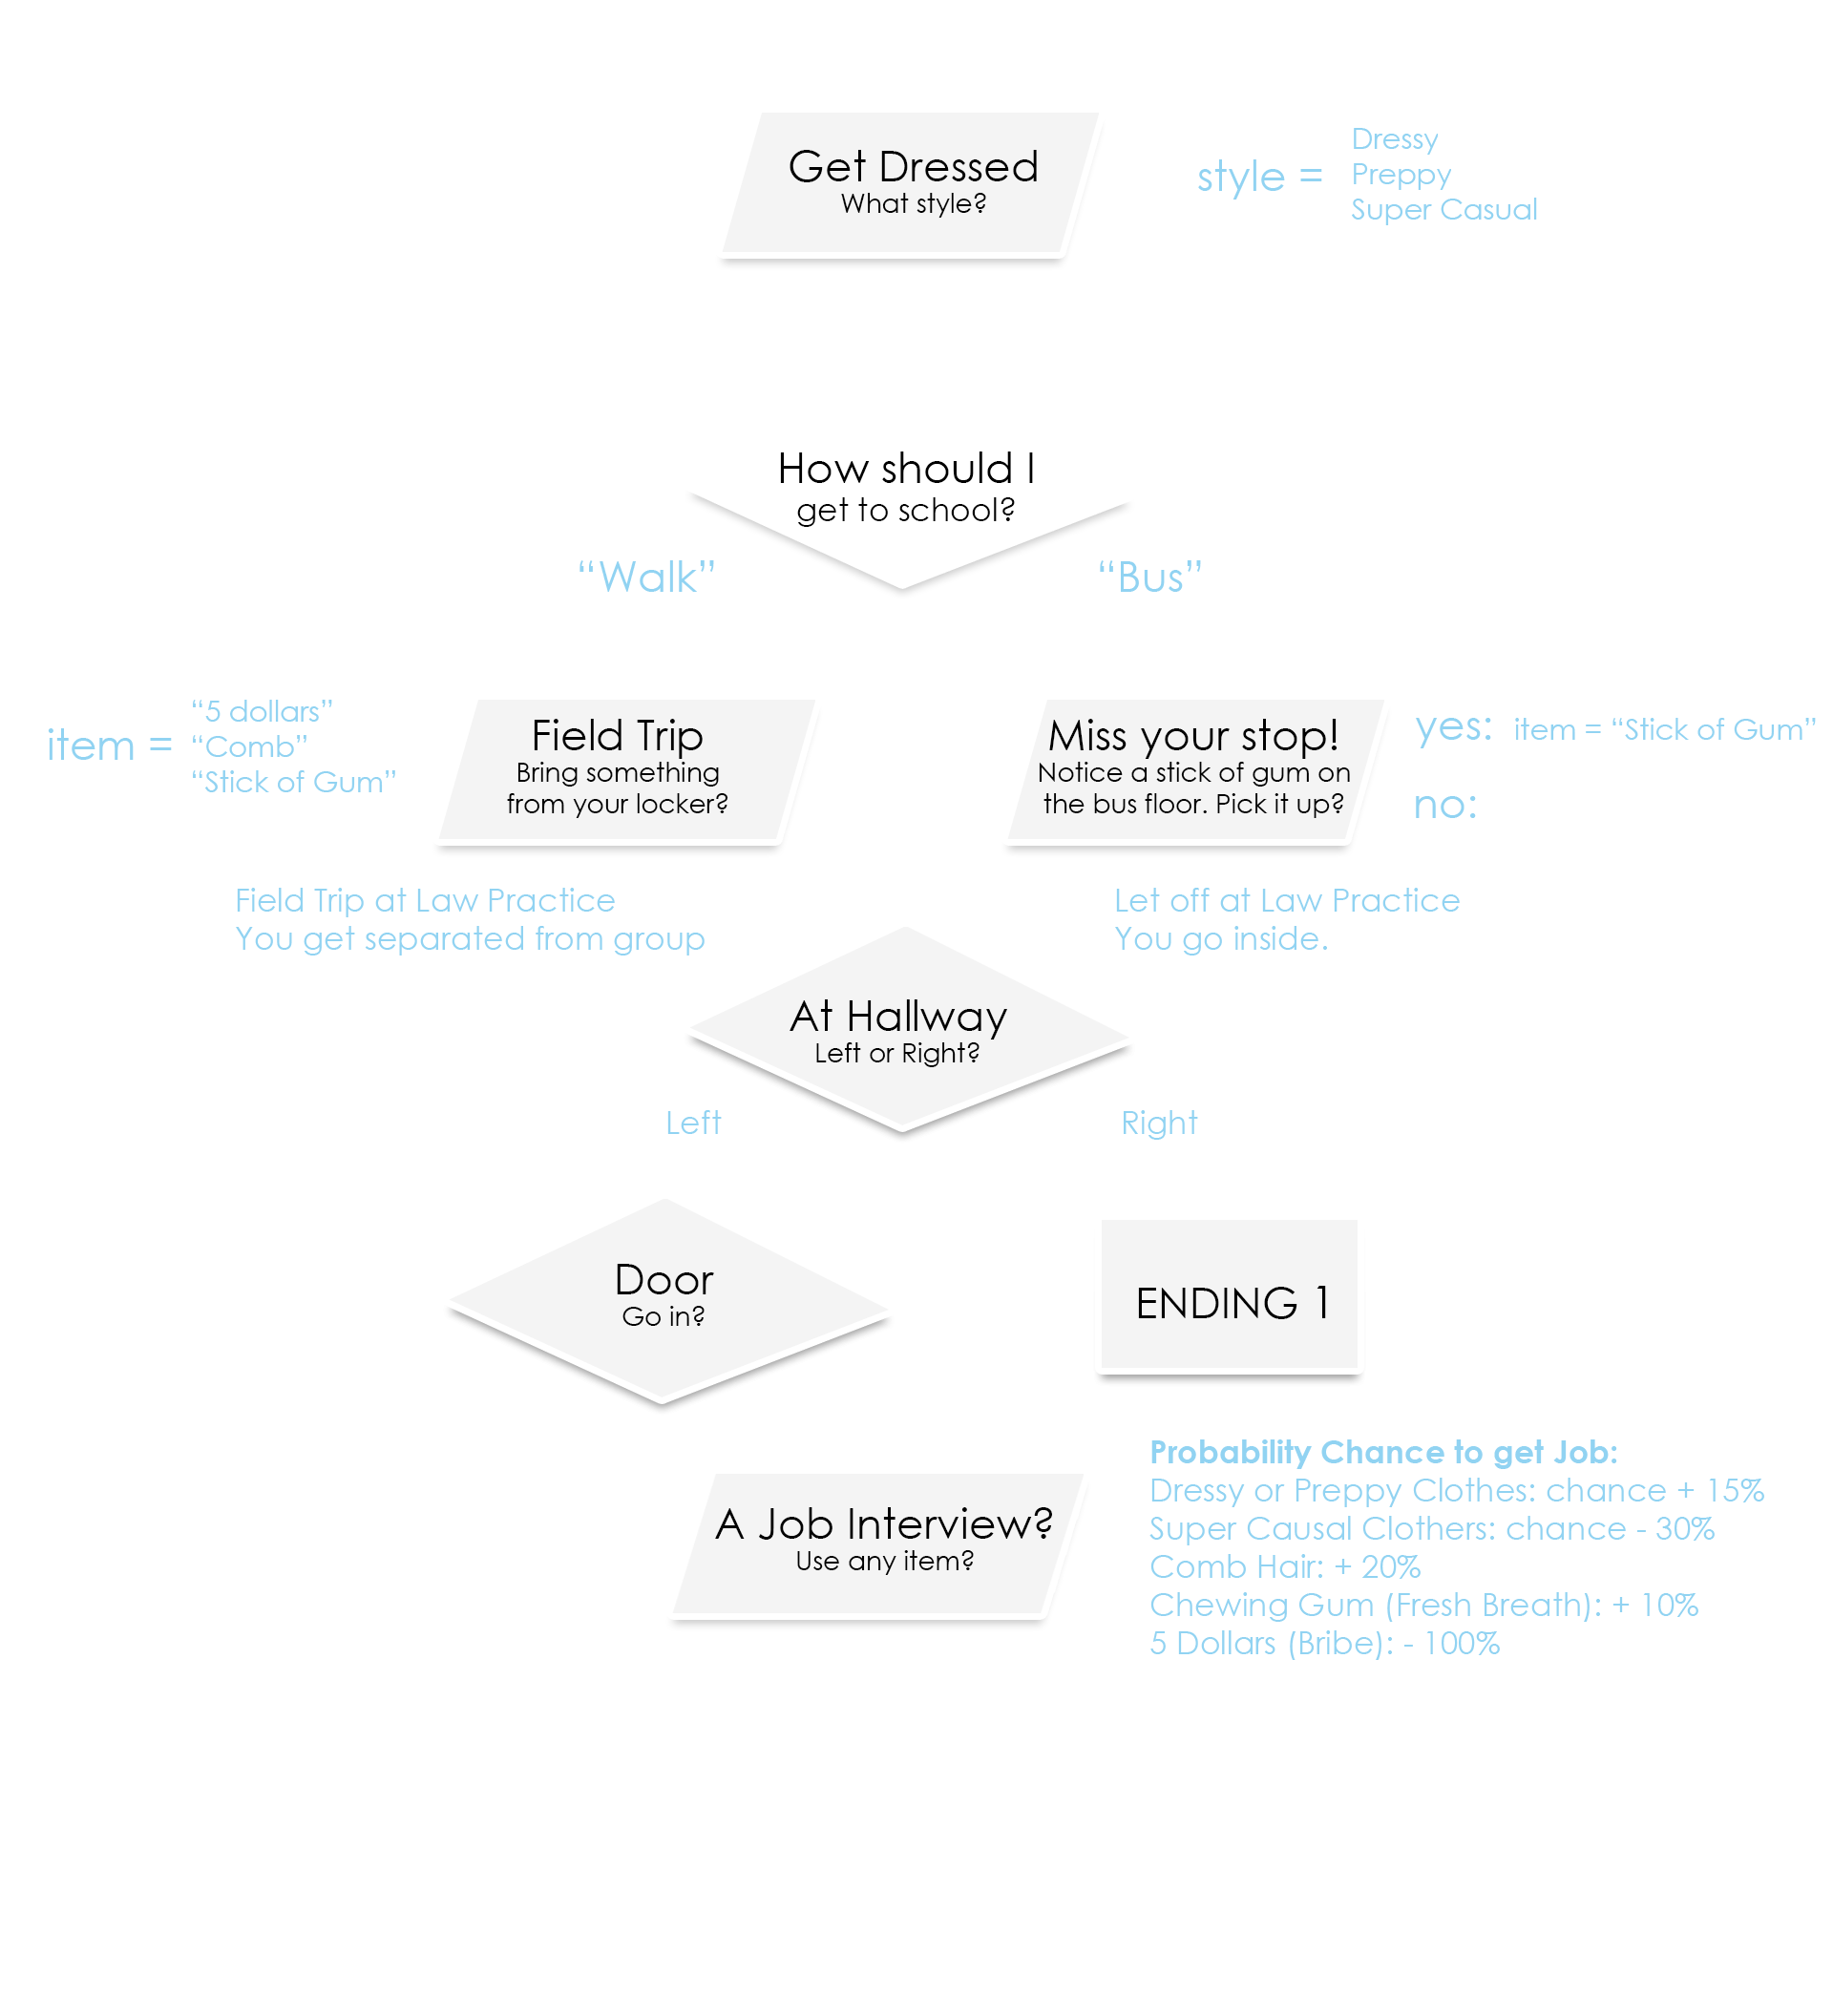 Get Dressed
What style?
style =
Dressy
Preppy
Super Casual
How should I
get to school?
“Walk”
“Bus”
item =
“5 dollars”
“Comb”
“Stick of Gum”
Field Trip
Bring something
from your locker?
Miss your stop!
Notice a stick of gum on
the bus floor. Pick it up?
yes: item = “Stick of Gum”
no:
Field Trip at Law Practice
You get separated from group
Let off at Law Practice
You go inside.
At Hallway
Left or Right?
Left
Right
Door
Go in?
ENDING 1
A Job Interview?
Use any item?
Probability Chance to get Job:
Dressy or Preppy Clothes: chance + 15%
Super Causal Clothers: chance - 30%
Comb Hair: + 20%
Chewing Gum (Fresh Breath): + 10%
5 Dollars (Bribe): - 100%